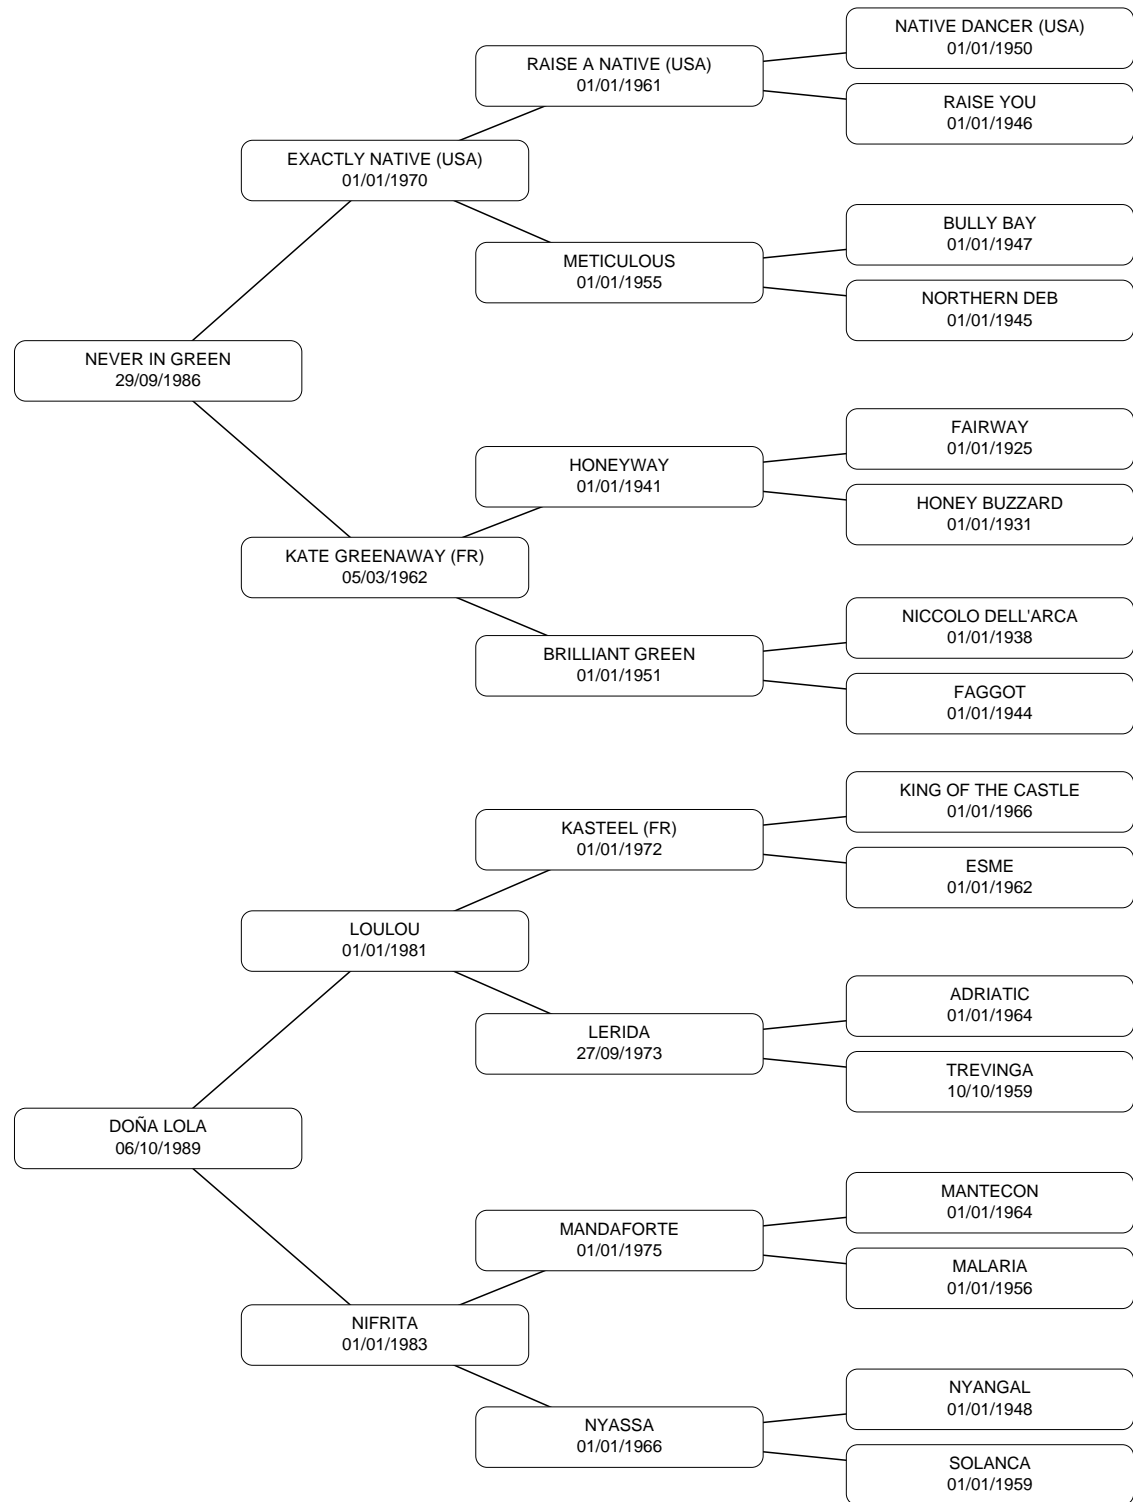 NATIVE DANCER (USA)
01/01/1950
RAISE A NATIVE (USA)
01/01/1961
RAISE YOU
01/01/1946
EXACTLY NATIVE (USA)
01/01/1970
BULLY BAY
01/01/1947
METICULOUS
01/01/1955
NORTHERN DEB
01/01/1945
NEVER IN GREEN
29/09/1986
FAIRWAY
01/01/1925
HONEYWAY
01/01/1941
HONEY BUZZARD
01/01/1931
KATE GREENAWAY (FR)
05/03/1962
NICCOLO DELL'ARCA
01/01/1938
BRILLIANT GREEN
01/01/1951
FAGGOT
01/01/1944
KING OF THE CASTLE
01/01/1966
KASTEEL (FR)
01/01/1972
ESME
01/01/1962
LOULOU
01/01/1981
ADRIATIC
01/01/1964
LERIDA
27/09/1973
TREVINGA
10/10/1959
DOÑA LOLA
06/10/1989
MANTECON
01/01/1964
MANDAFORTE
01/01/1975
MALARIA
01/01/1956
NIFRITA
01/01/1983
NYANGAL
01/01/1948
NYASSA
01/01/1966
SOLANCA
01/01/1959